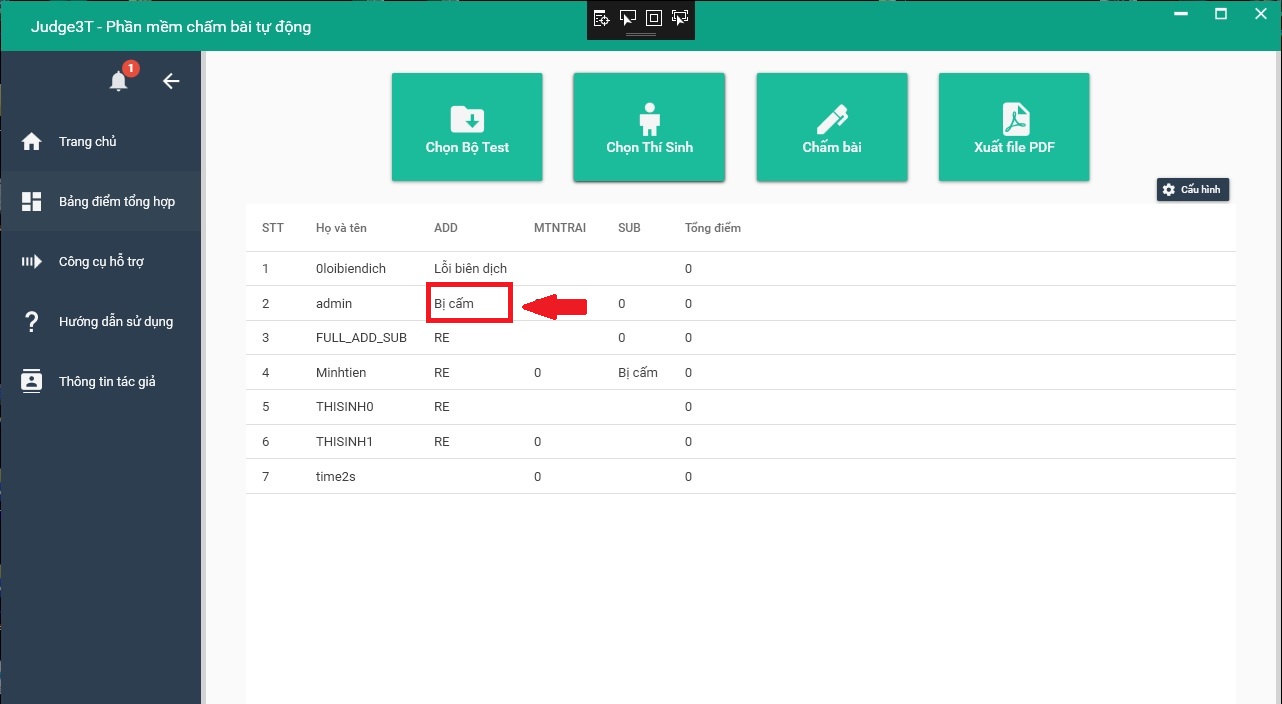 Judge3T - Phần mềm chấm bài tự động
1
Trang chủ
Bảng điểm tổng hợp
Công cụ hỗ trợ
Hướng dẫn sử dụng
Thông tin tác giả
Chọn Bộ Test
Chọn Thí Sinh
Chấm bài
Xuất file PDF
Cấu hình
STT Họ và tên ADD MTNTRAI SUB Tổng điểm
1 0loibiendich Lỗi biên dịch 0
2 admin Bị cấm 0 0
3 FULL_ADD_SUB RE 0 0
4 Minhtien RE 0 Bị cấm 0
5 THISINH0 RE 0
6 THISINH1 RE 0 0
7 time2s 0 0